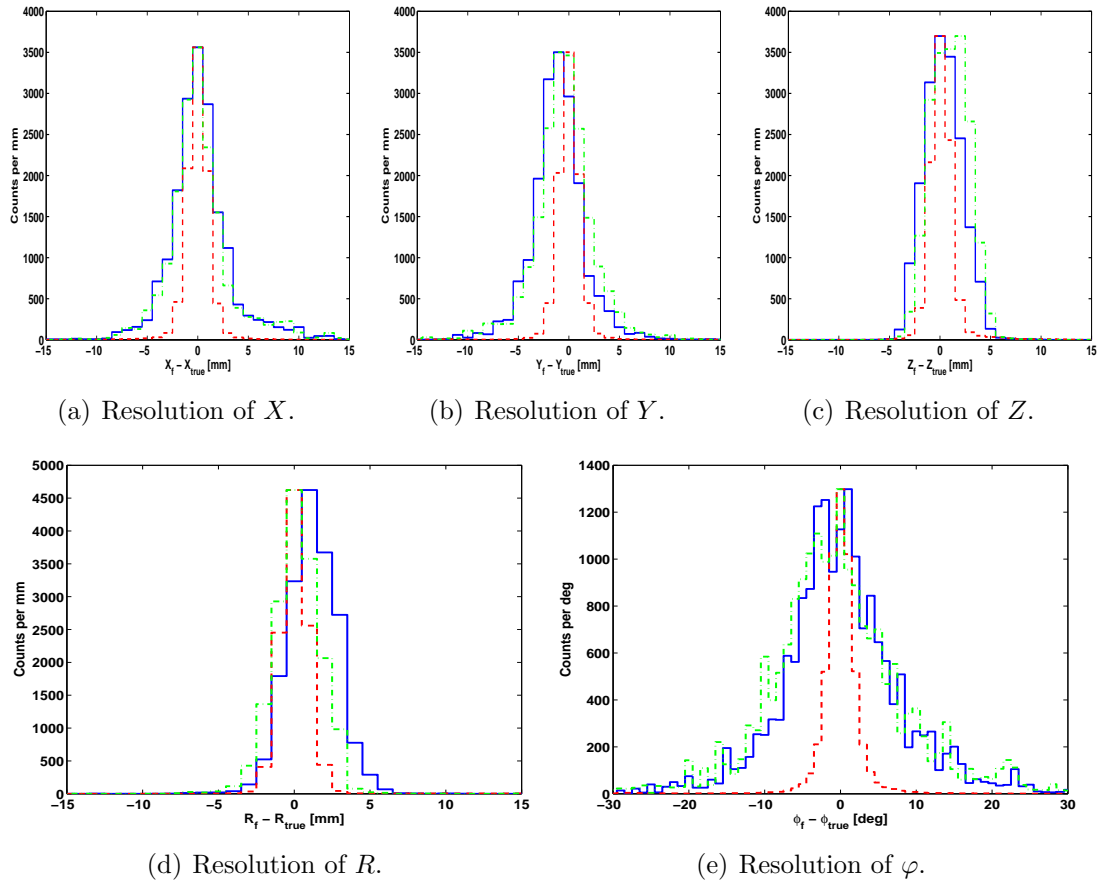 4000
3500
3000
2500
2000
1500
1000
500
0
Counts per mm
−15 −10 −5 0 5 10 15
X_f − X_true [mm]
(a) Resolution of X.
4000
3500
3000
2500
2000
1500
1000
500
0
Counts per mm
−15 −10 −5 0 5 10 15
Y_f − Y_true [mm]
(b) Resolution of Y.
4000
3500
3000
2500
2000
1500
1000
500
0
Counts per mm
−15 −10 −5 0 5 10 15
Z_f − Z_true [mm]
(c) Resolution of Z.
5000
4500
4000
3500
3000
2500
2000
1500
1000
500
0
Counts per mm
−15 −10 −5 0 5 10 15
R_f − R_true [mm]
(d) Resolution of R.
1400
1200
1000
800
600
400
200
0
Counts per deg
−30 −20 −10 0 10 20 30
ϕ_f − ϕ_true [deg]
(e) Resolution of φ.